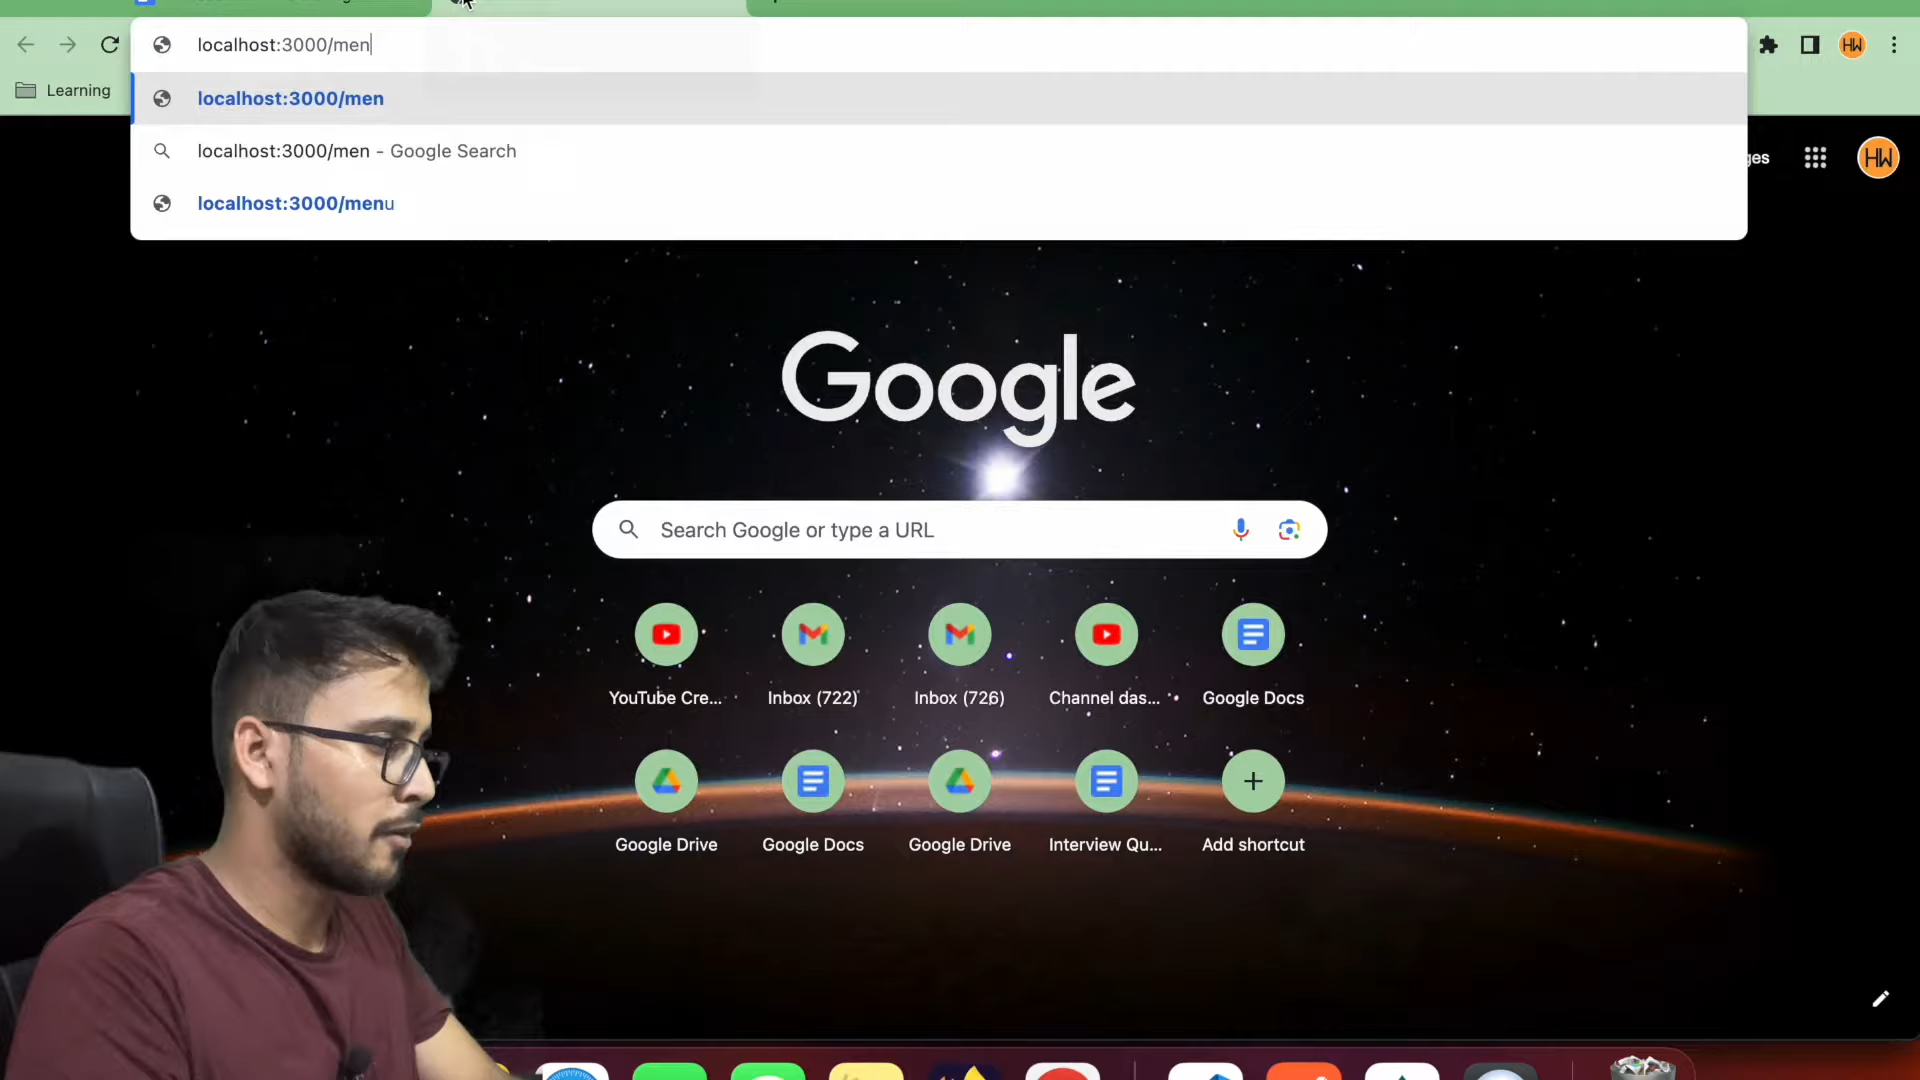 localhost:3000/men
Learning
localhost:3000/men
localhost:3000/men - Google Search
localhost:3000/menu
ges
HW
HW
Google
Search Google or type a URL
YouTube Cre...
Inbox (722)
Inbox (726)
Channel das...
Google Docs
Google Drive
Google Docs
Google Drive
Interview Qu...
Add shortcut